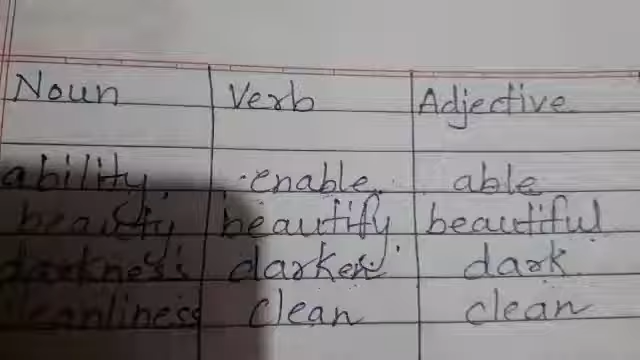 Noun Verb Adjective
ability enable able
beauty beautify beautiful
darkness darken dark
cleanliness clean clean